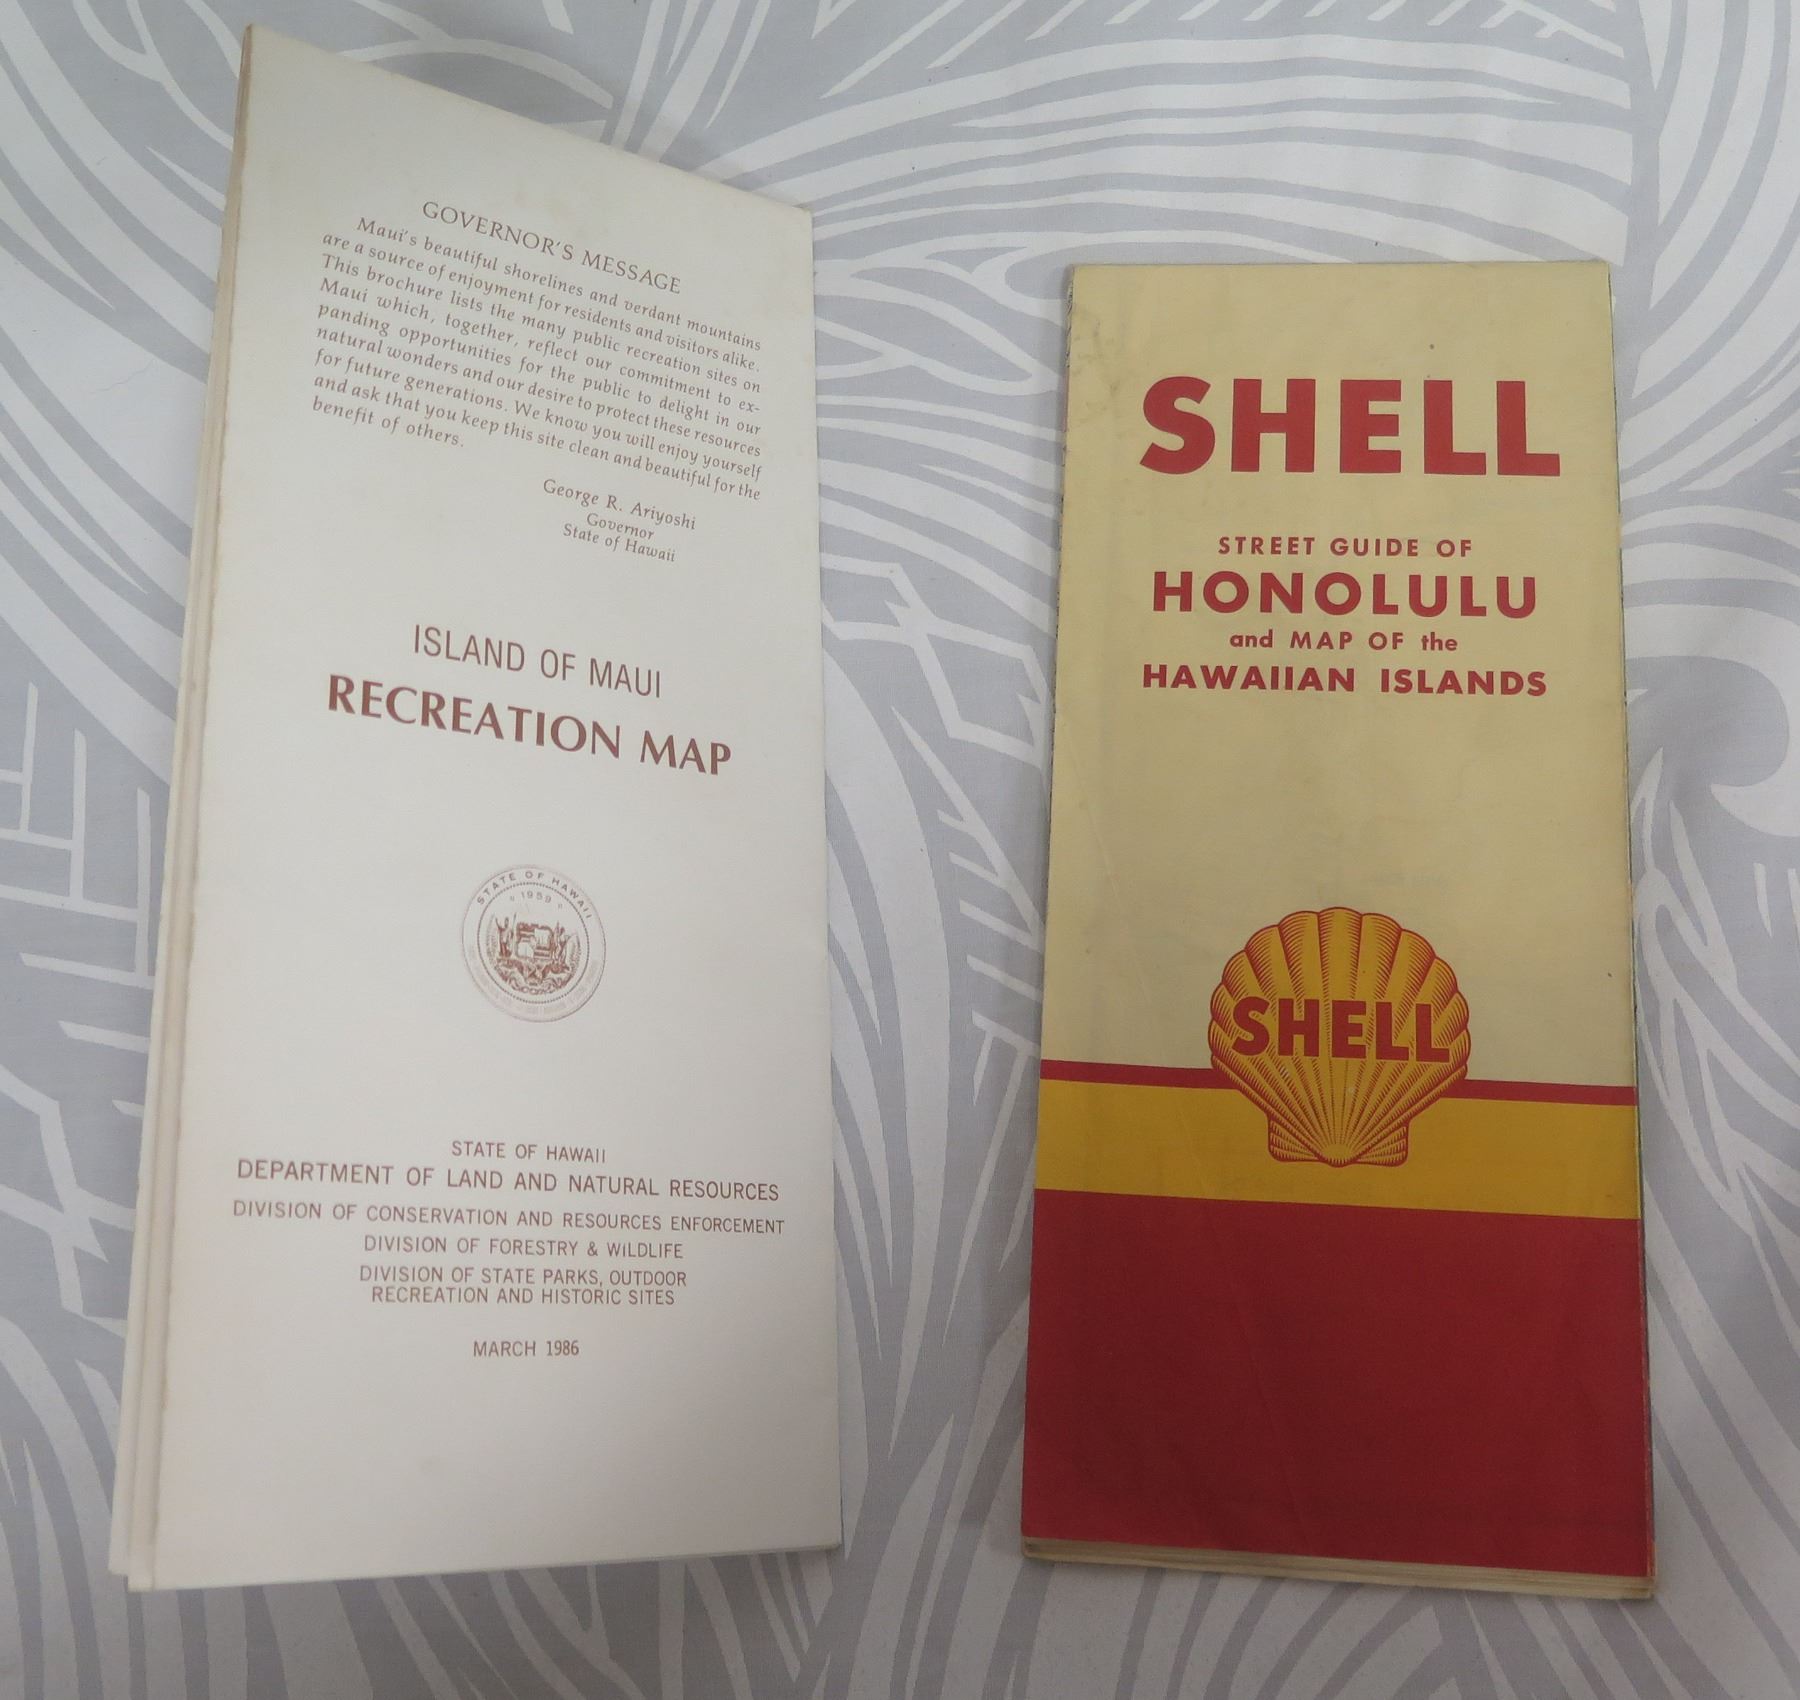 GOVERNOR'S MESSAGE
Maui's beautiful shorelines and verdant mountains
are a source of enjoyment for residents and visitors alike.
This brochure lists the many public recreation sites on
Maui which, together, reflect our commitment to ex-
panding opportunities for the public to delight in our
natural wonders and our desire to protect these resources
for future generations. We know you will enjoy yourself
and ask that you keep this site clean and beautiful for the
benefit of others.
George R. Ariyoshi
Governor
State of Hawaii
ISLAND OF MAUI
RECREATION MAP
STATE OF HAWAII
1959
STATE OF HAWAII
DEPARTMENT OF LAND AND NATURAL RESOURCES
DIVISION OF CONSERVATION AND RESOURCES ENFORCEMENT
DIVISION OF FORESTRY & WILDLIFE
DIVISION OF STATE PARKS, OUTDOOR
RECREATION AND HISTORIC SITES
MARCH 1986
SHELL
STREET GUIDE OF
HONOLULU
and MAP OF the
HAWAIIAN ISLANDS
SHELL